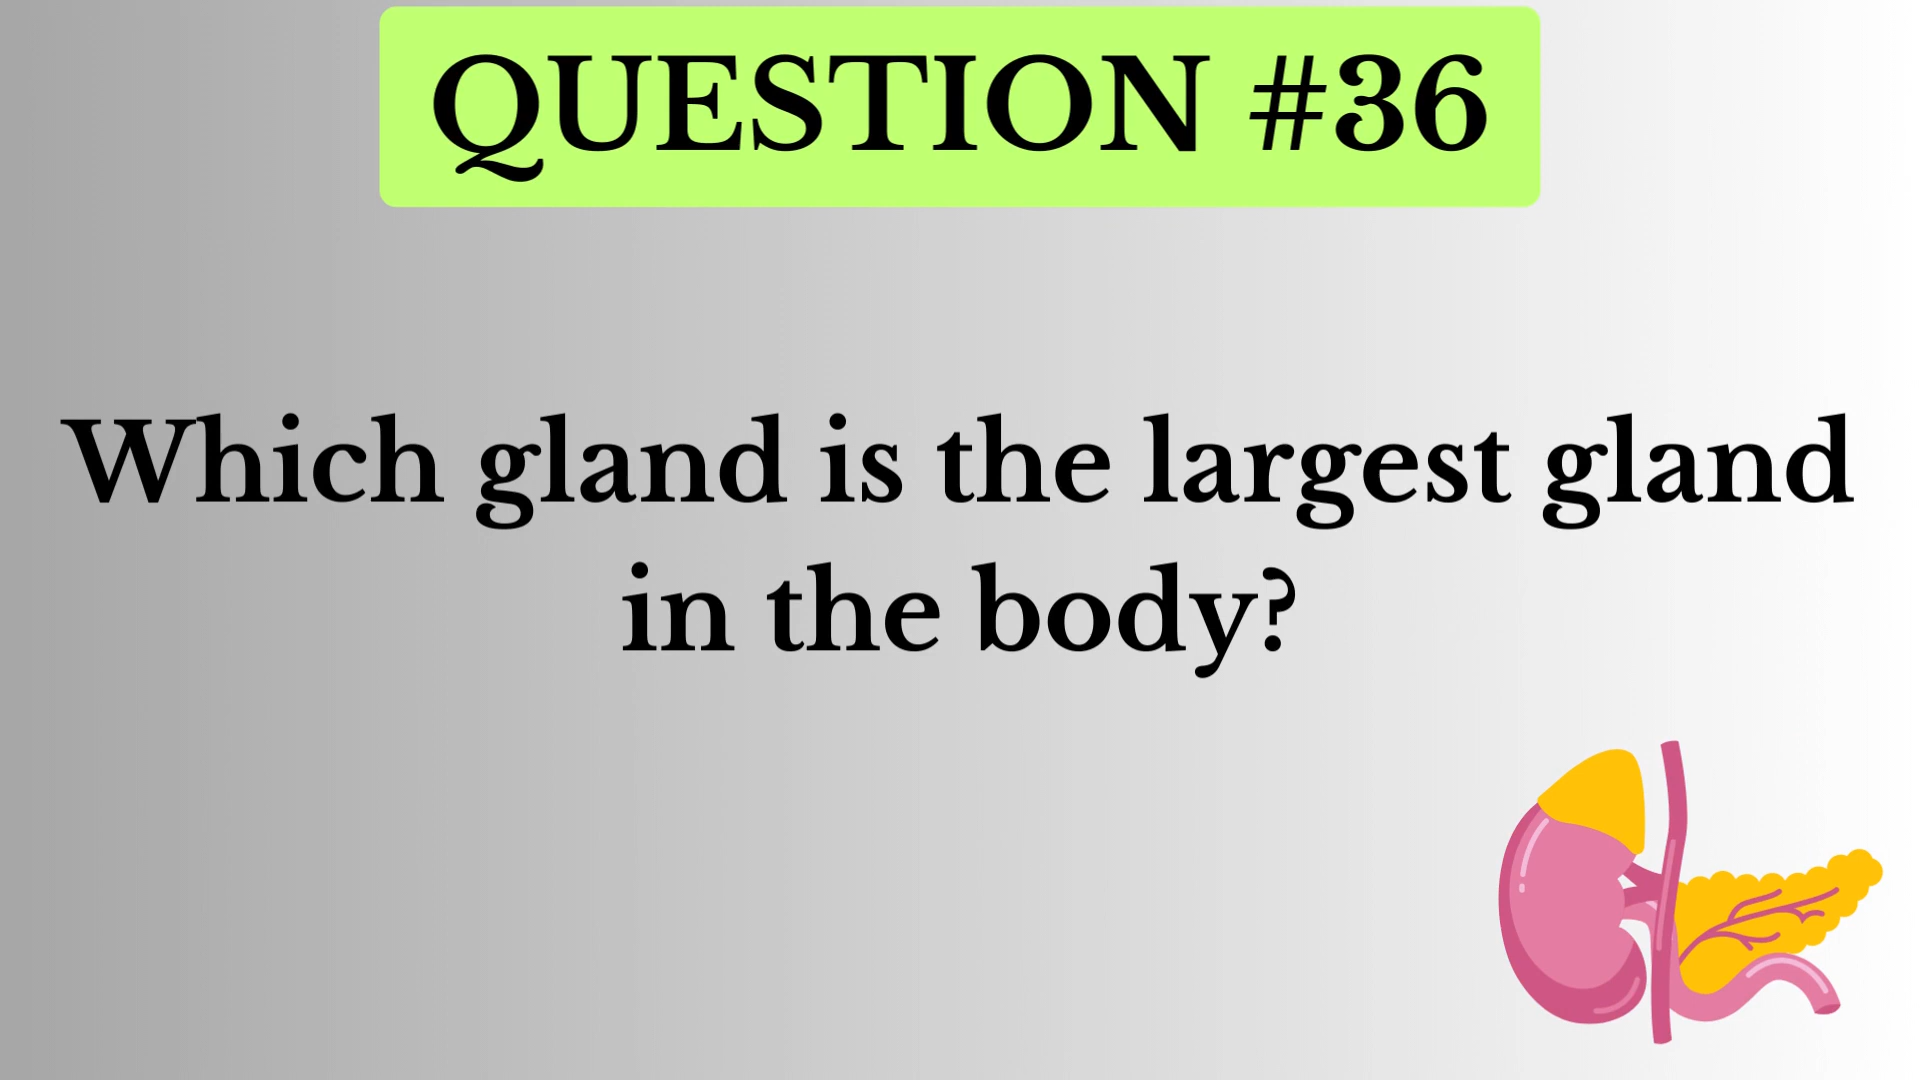 QUESTION #36
Which gland is the largest gland
in the body?